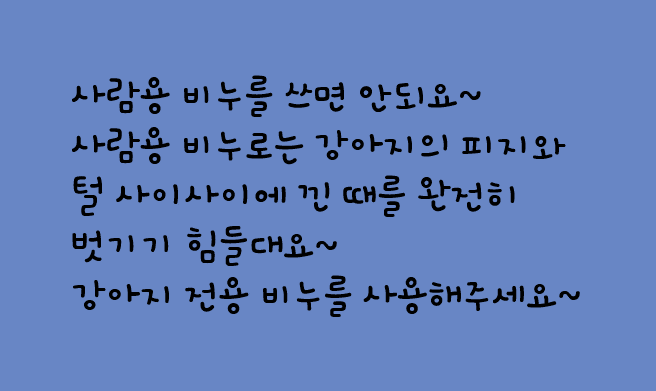 사람용 비누를 쓰면 안되요~
사람용 비누로는 강아지의 피지와
털 사이사이에 낀 때를 완전히
벗기기 힘들대요~
강아지 전용 비누를 사용해주세요~